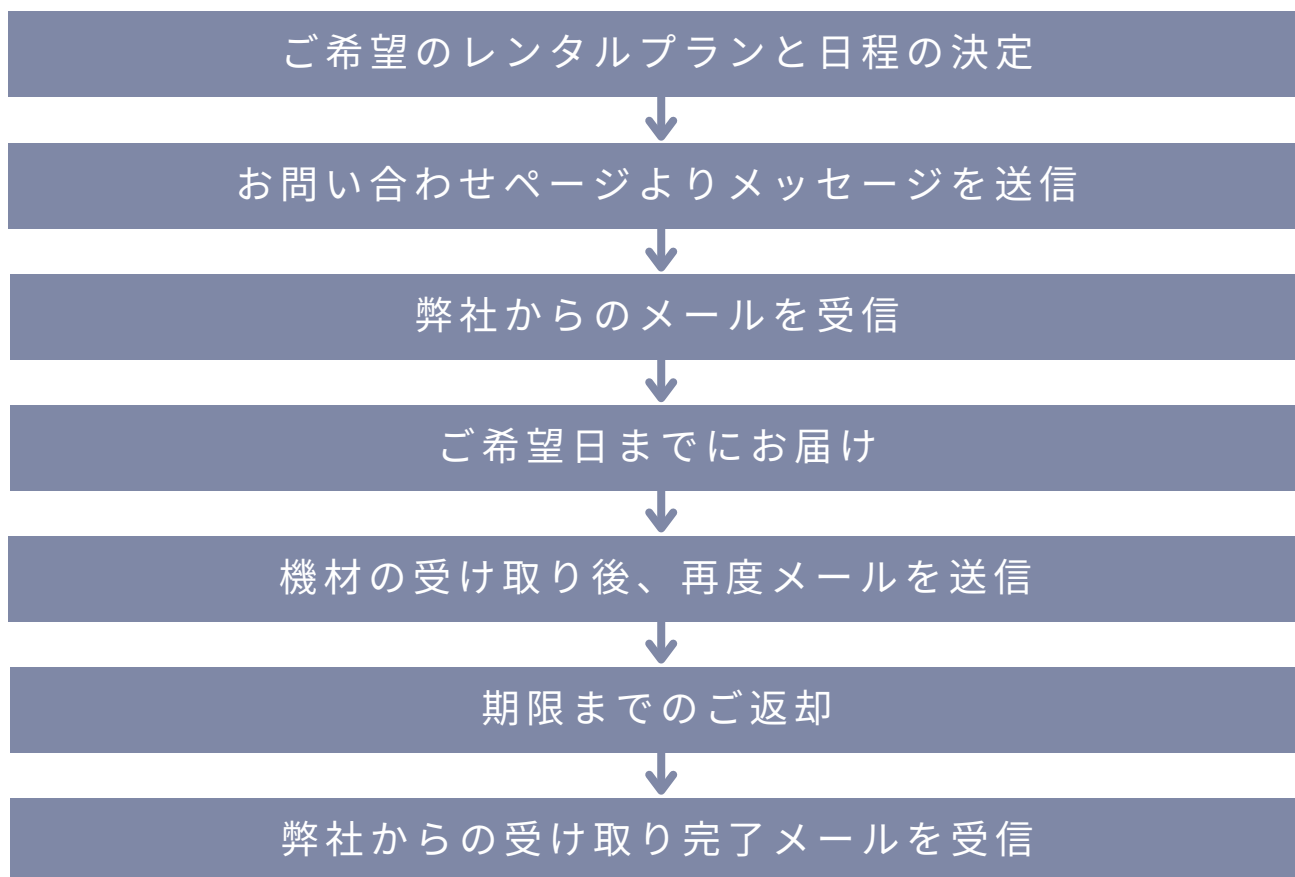 ご希望のレンタルプランと日程の決定
お問い合わせページよりメッセージを送信
弊社からのメールを受信
ご希望日までにお届け
機材の受け取り後、再度メールを送信
期限までのご返却
弊社からの受け取り完了メールを受信